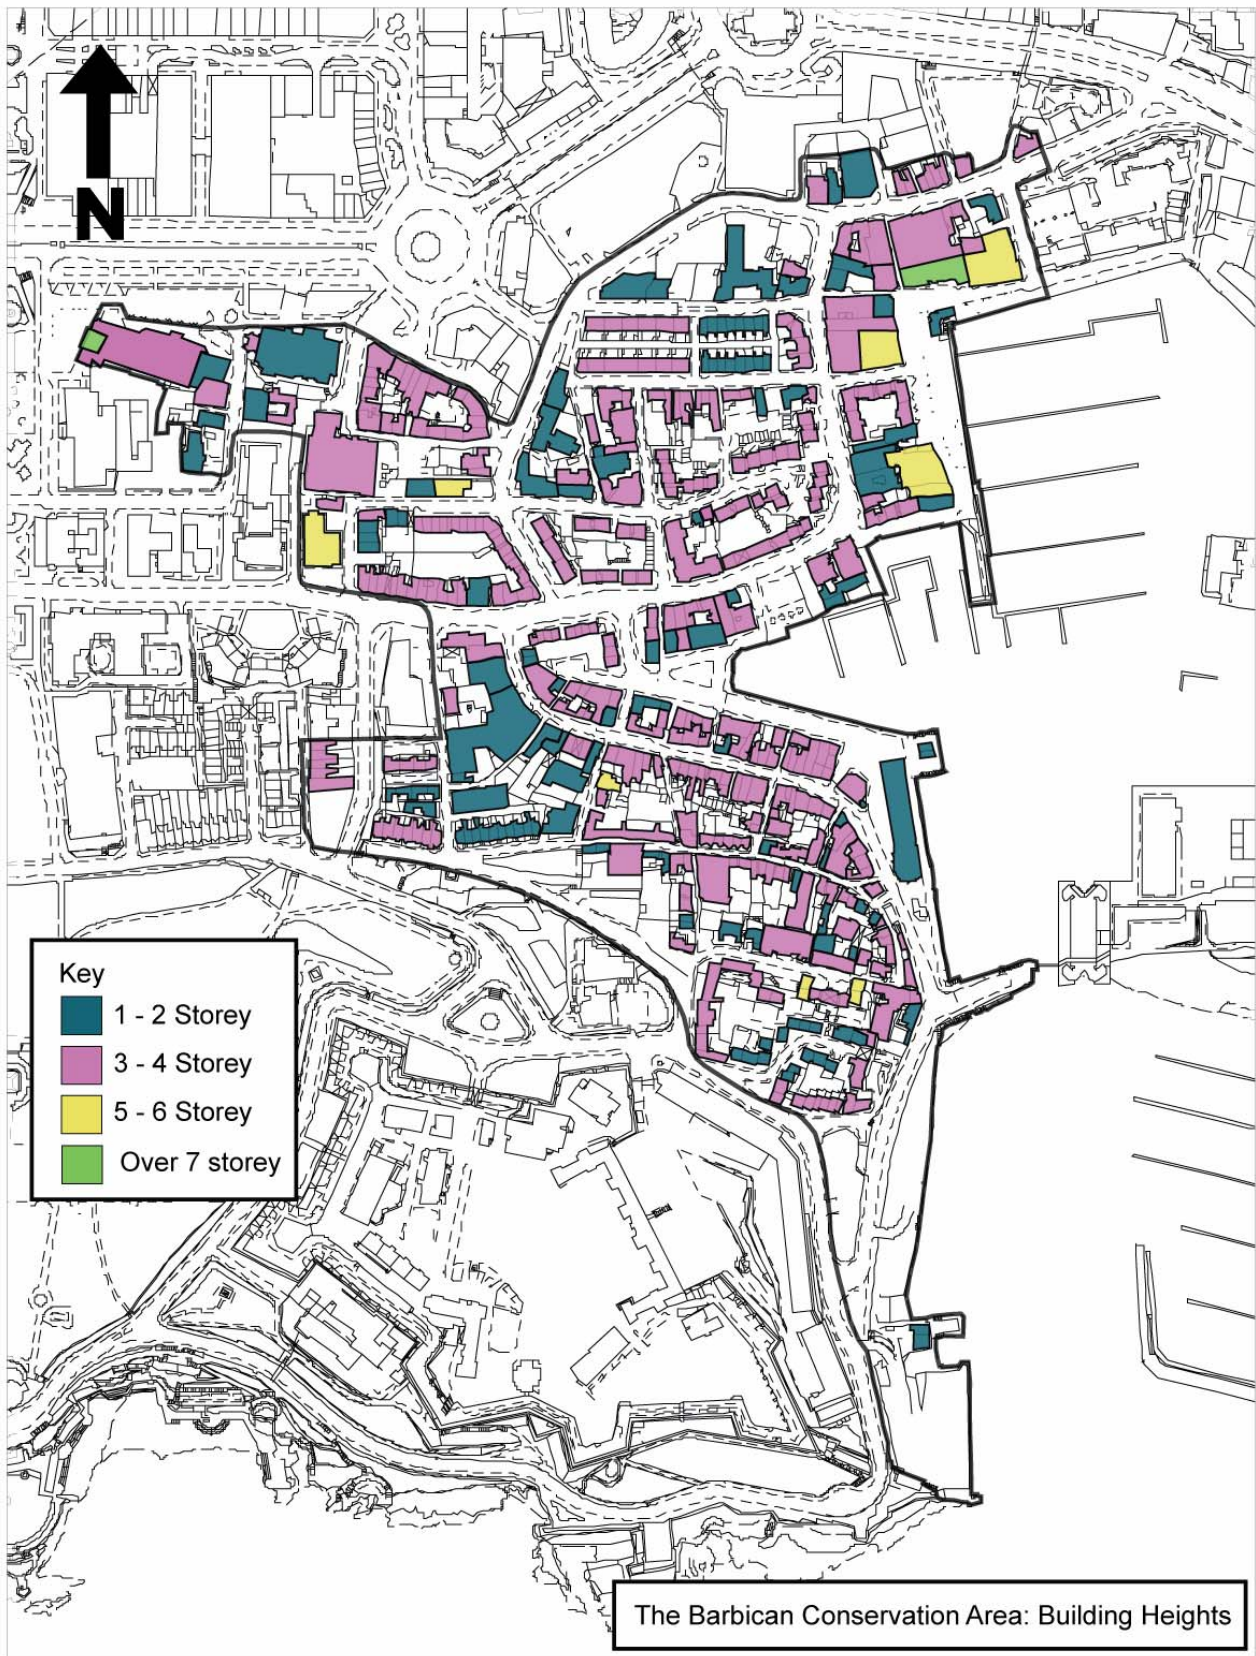 N
Key
1 - 2 Storey
3 - 4 Storey
5 - 6 Storey
Over 7 storey
The Barbican Conservation Area: Building Heights